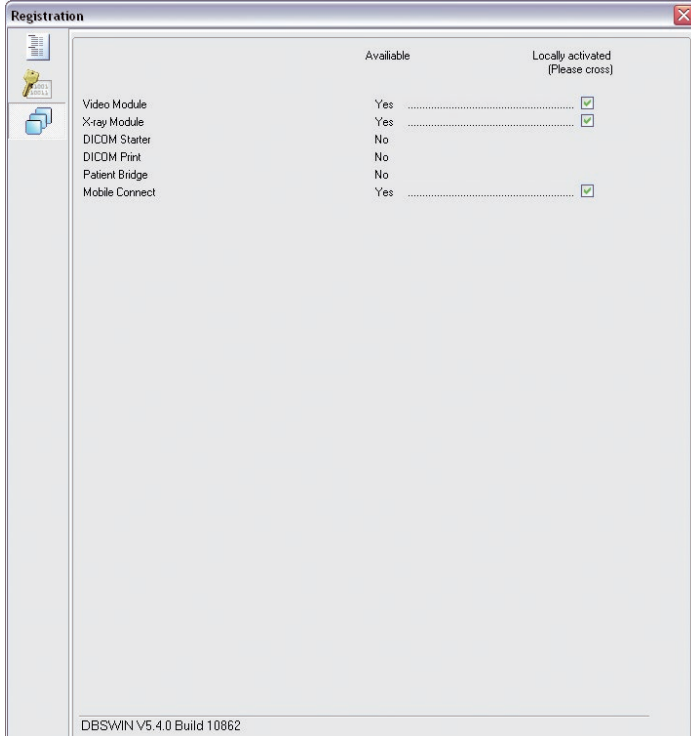 Registration
Availiable Locally activated
(Please cross)
Video Module Yes
X-ray Module Yes
DICOM Starter No
DICOM Print No
Patient Bridge No
Mobile Connect Yes
DBSWIN V5.4.0 Build 10862